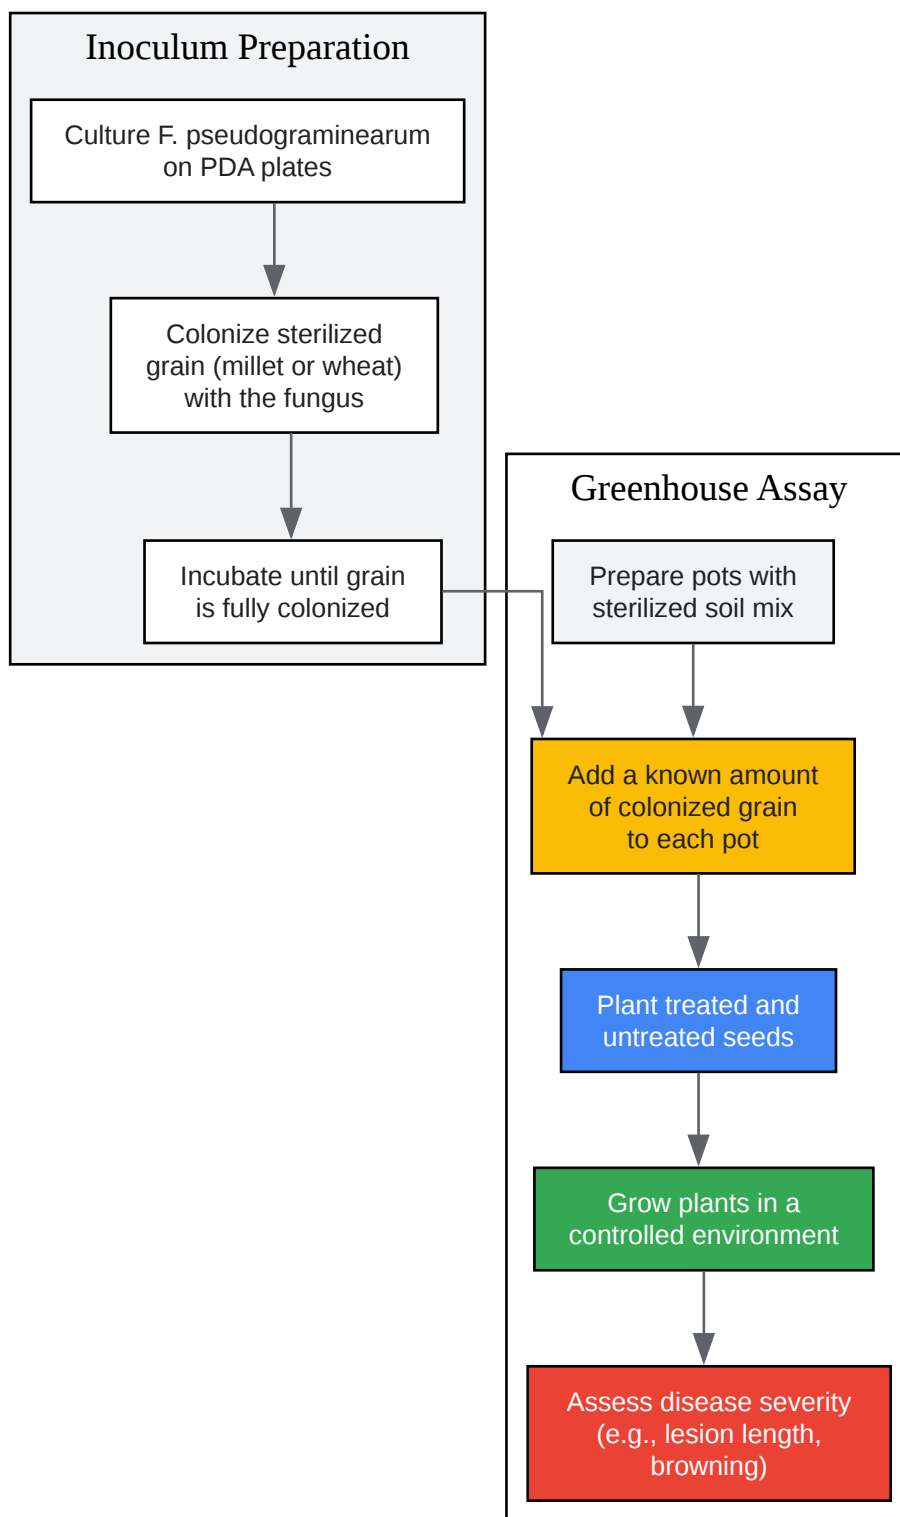 Inoculum Preparation
Culture F. pseudograminearum
on PDA plates
Colonize sterilized
grain (millet or wheat)
with the fungus
Incubate until grain
is fully colonized
Greenhouse Assay
Prepare pots with
sterilized soil mix
Add a known amount
of colonized grain
to each pot
Plant treated and
untreated seeds
Grow plants in a
controlled environment
Assess disease severity
(e.g., lesion length,
browning)